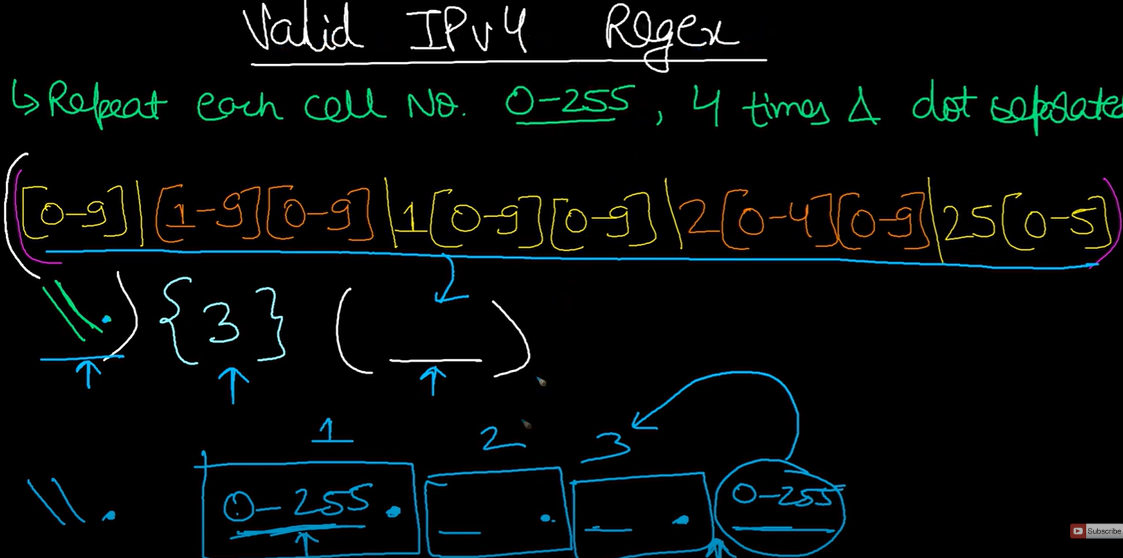 Valid IPv4 Regex
↳ Repeat each cell No. 0-255, 4 times & dot separated
(([0-9]|[1-9][0-9]|1[0-9][0-9]|2[0-4][0-9]|25[0-5])
\\.){3}(___)
1 2 3
\\. 0-255. _. _. 0-255
Subscribe